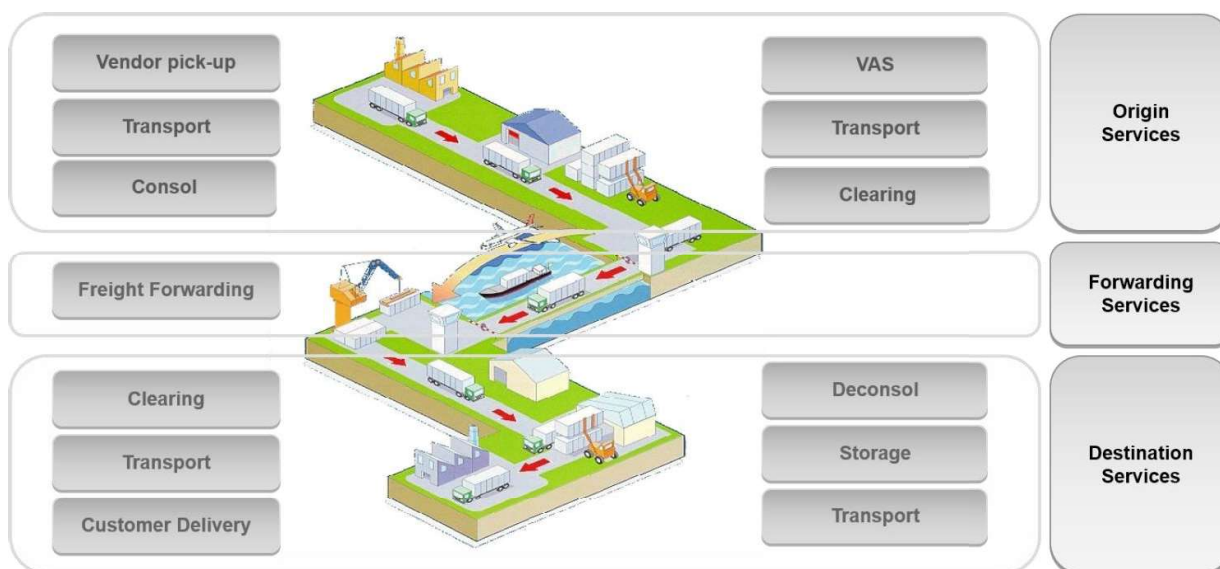 Vendor pick-up
Transport
Consol
VAS
Transport
Clearing
Origin
Services
Freight Forwarding
Forwarding
Services
Clearing
Transport
Customer Delivery
Deconsol
Storage
Transport
Destination
Services